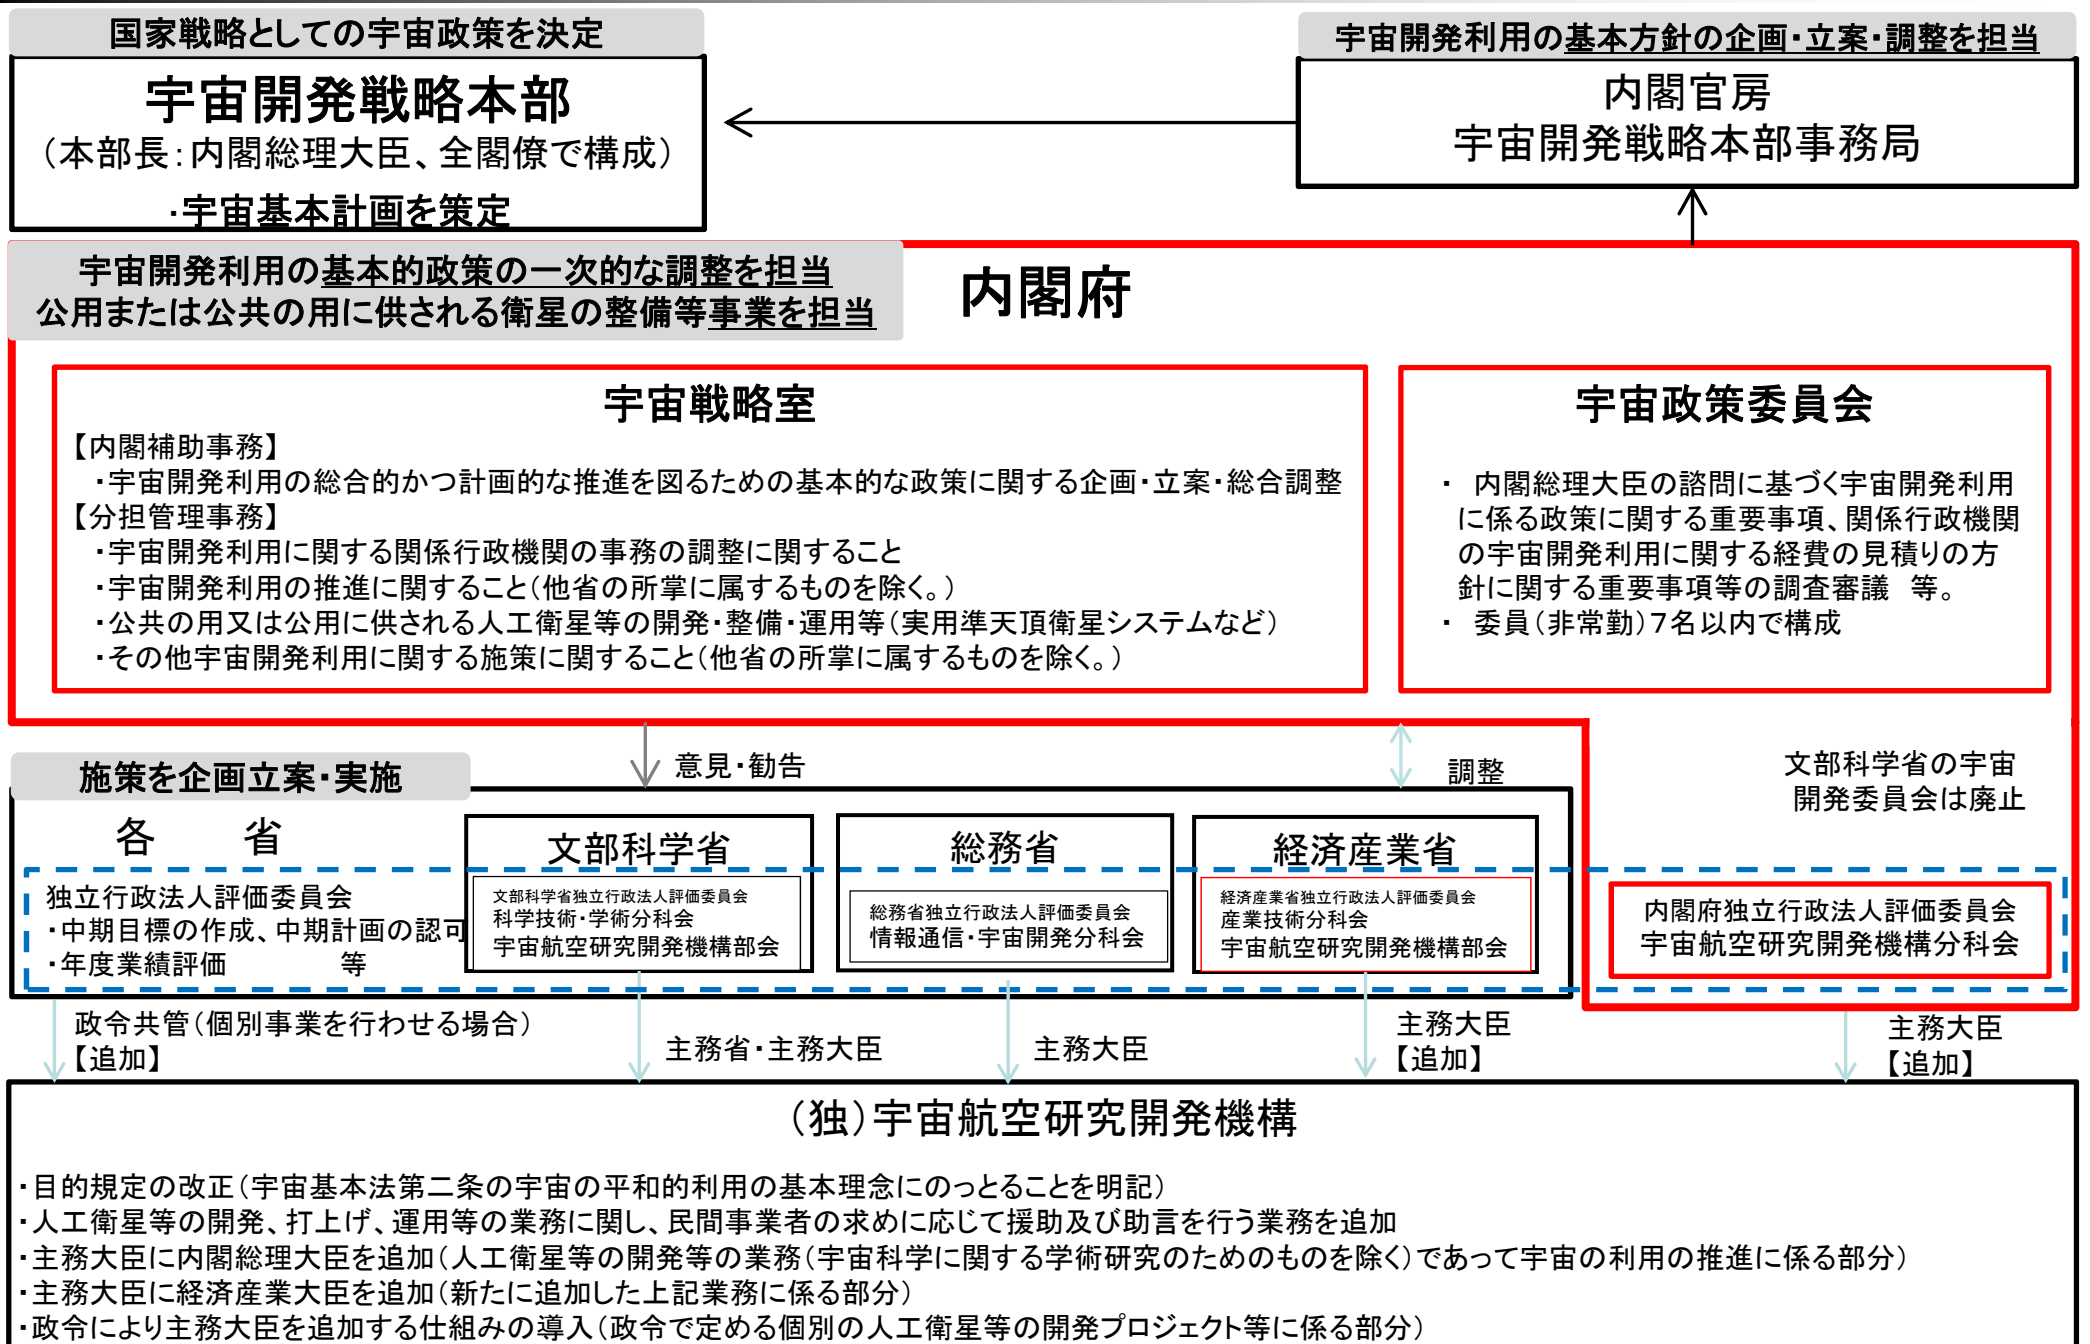 国家戦略としての宇宙政策を決定
宇宙開発戦略本部
（本部長：内閣総理大臣、全閣僚で構成）
・宇宙基本計画を策定
宇宙開発利用の基本方針の企画・立案・調整を担当
内閣官房
宇宙開発戦略本部事務局
宇宙開発利用の基本的政策の一次的な調整を担当
公用または公共の用に供される衛星の整備等事業を担当
内閣府
宇宙戦略室
【内閣補助事務】
・宇宙開発利用の総合的かつ計画的な推進を図るための基本的な政策に関する企画・立案・総合調整
【分担管理事務】
・宇宙開発利用に関する関係行政機関の事務の調整に関すること
・宇宙開発利用の推進に関すること（他省の所掌に属するものを除く。）
・公共の用又は公用に供される人工衛星等の開発・整備・運用等（実用準天頂衛星システムなど）
・その他宇宙開発利用に関する施策に関すること（他省の所掌に属するものを除く。）
宇宙政策委員会
・ 内閣総理大臣の諮問に基づく宇宙開発利用
に係る政策に関する重要事項、関係行政機関
の宇宙開発利用に関する経費の見積りの方
針に関する重要事項等の調査審議 等。
・ 委員（非常勤）７名以内で構成
意見・勧告
調整
文部科学省の宇宙
開発委員会は廃止
施策を企画立案・実施
各 省
独立行政法人評価委員会
・中期目標の作成、中期計画の認可
・年度業績評価 等
文部科学省
文部科学省独立行政法人評価委員会
科学技術・学術分科会
宇宙航空研究開発機構部会
総務省
総務省独立行政法人評価委員会
情報通信・宇宙開発分科会
経済産業省
経済産業省独立行政法人評価委員会
産業技術分科会
宇宙航空研究開発機構部会
内閣府独立行政法人評価委員会
宇宙航空研究開発機構分科会
政令共管（個別事業を行わせる場合）
【追加】
主務省・主務大臣
主務大臣
主務大臣
【追加】
主務大臣
【追加】
（独）宇宙航空研究開発機構
・目的規定の改正（宇宙基本法第二条の宇宙の平和的利用の基本理念にのっとることを明記）
・人工衛星等の開発、打上げ、運用等の業務に関し、民間事業者の求めに応じて援助及び助言を行う業務を追加
・主務大臣に内閣総理大臣を追加（人工衛星等の開発等の業務（宇宙科学に関する学術研究のためのものを除く）であって宇宙の利用の推進に係る部分）
・主務大臣に経済産業大臣を追加（新たに追加した上記業務に係る部分）
・政令により主務大臣を追加する仕組みの導入（政令で定める個別の人工衛星等の開発プロジェクト等に係る部分）